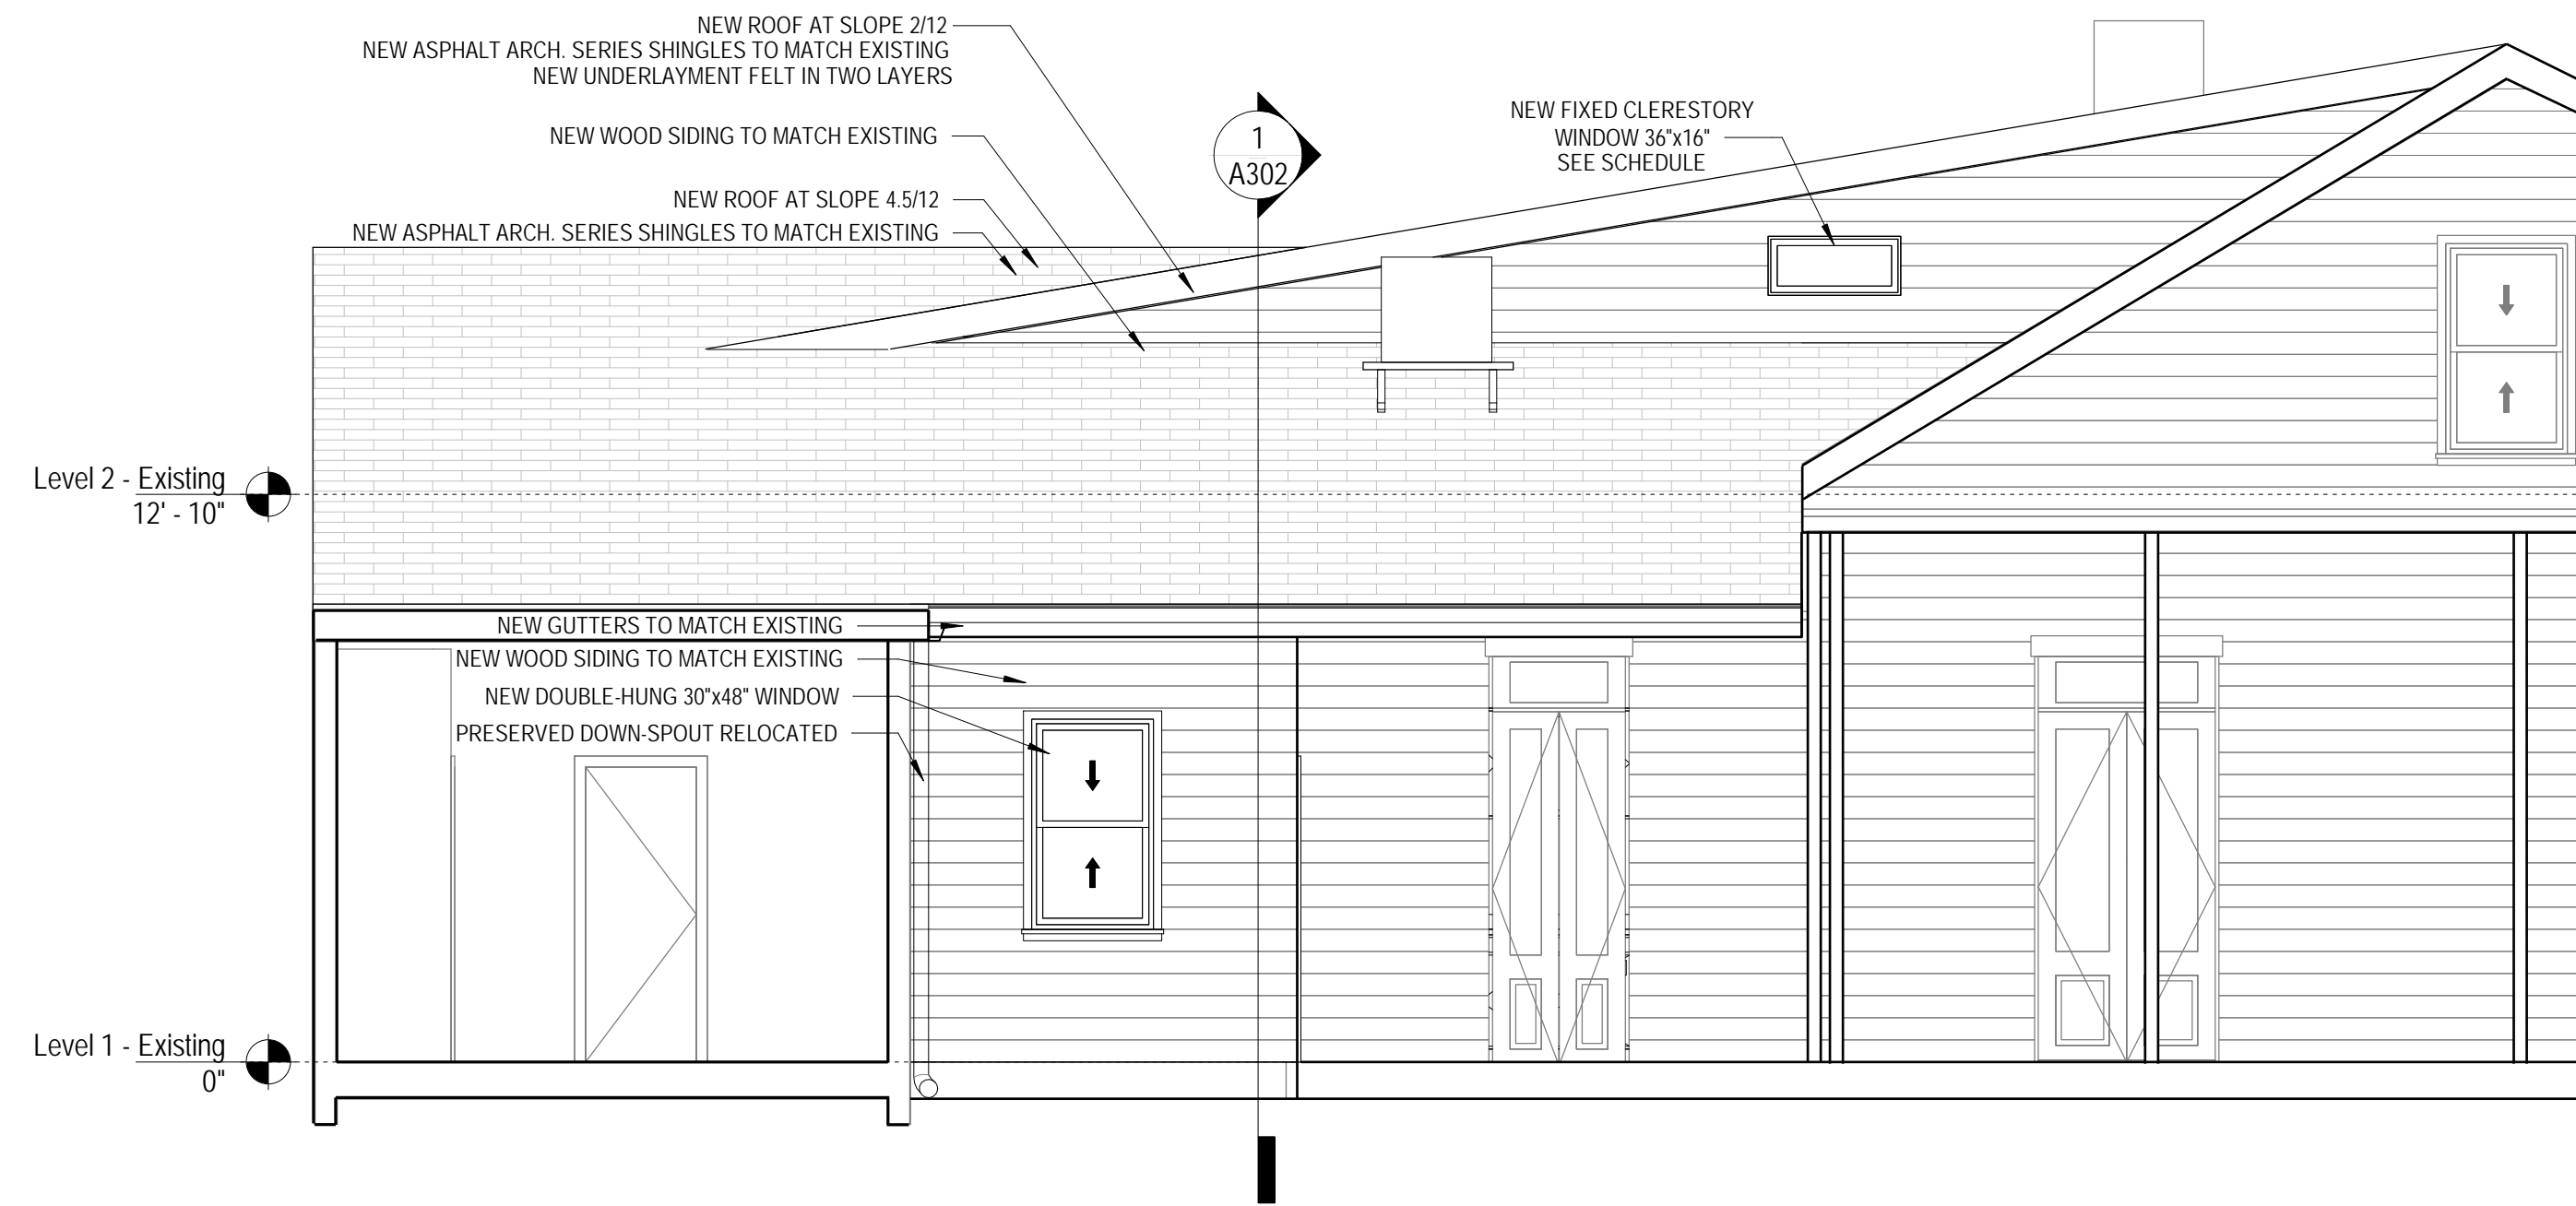 NEW ROOF AT SLOPE 2/12
NEW ASPHALT ARCH. SERIES SHINGLES TO MATCH EXISTING
NEW UNDERLAYMENT FELT IN TWO LAYERS
NEW WOOD SIDING TO MATCH EXISTING
NEW ROOF AT SLOPE 4.5/12
NEW ASPHALT ARCH. SERIES SHINGLES TO MATCH EXISTING
1
A302
NEW FIXED CLERESTORY
WINDOW 36"x16"
SEE SCHEDULE
Level 2 - Existing
12' - 10"
NEW GUTTERS TO MATCH EXISTING
NEW WOOD SIDING TO MATCH EXISTING
NEW DOUBLE-HUNG 30"x48" WINDOW
PRESERVED DOWN-SPOUT RELOCATED
Level 1 - Existing
0"